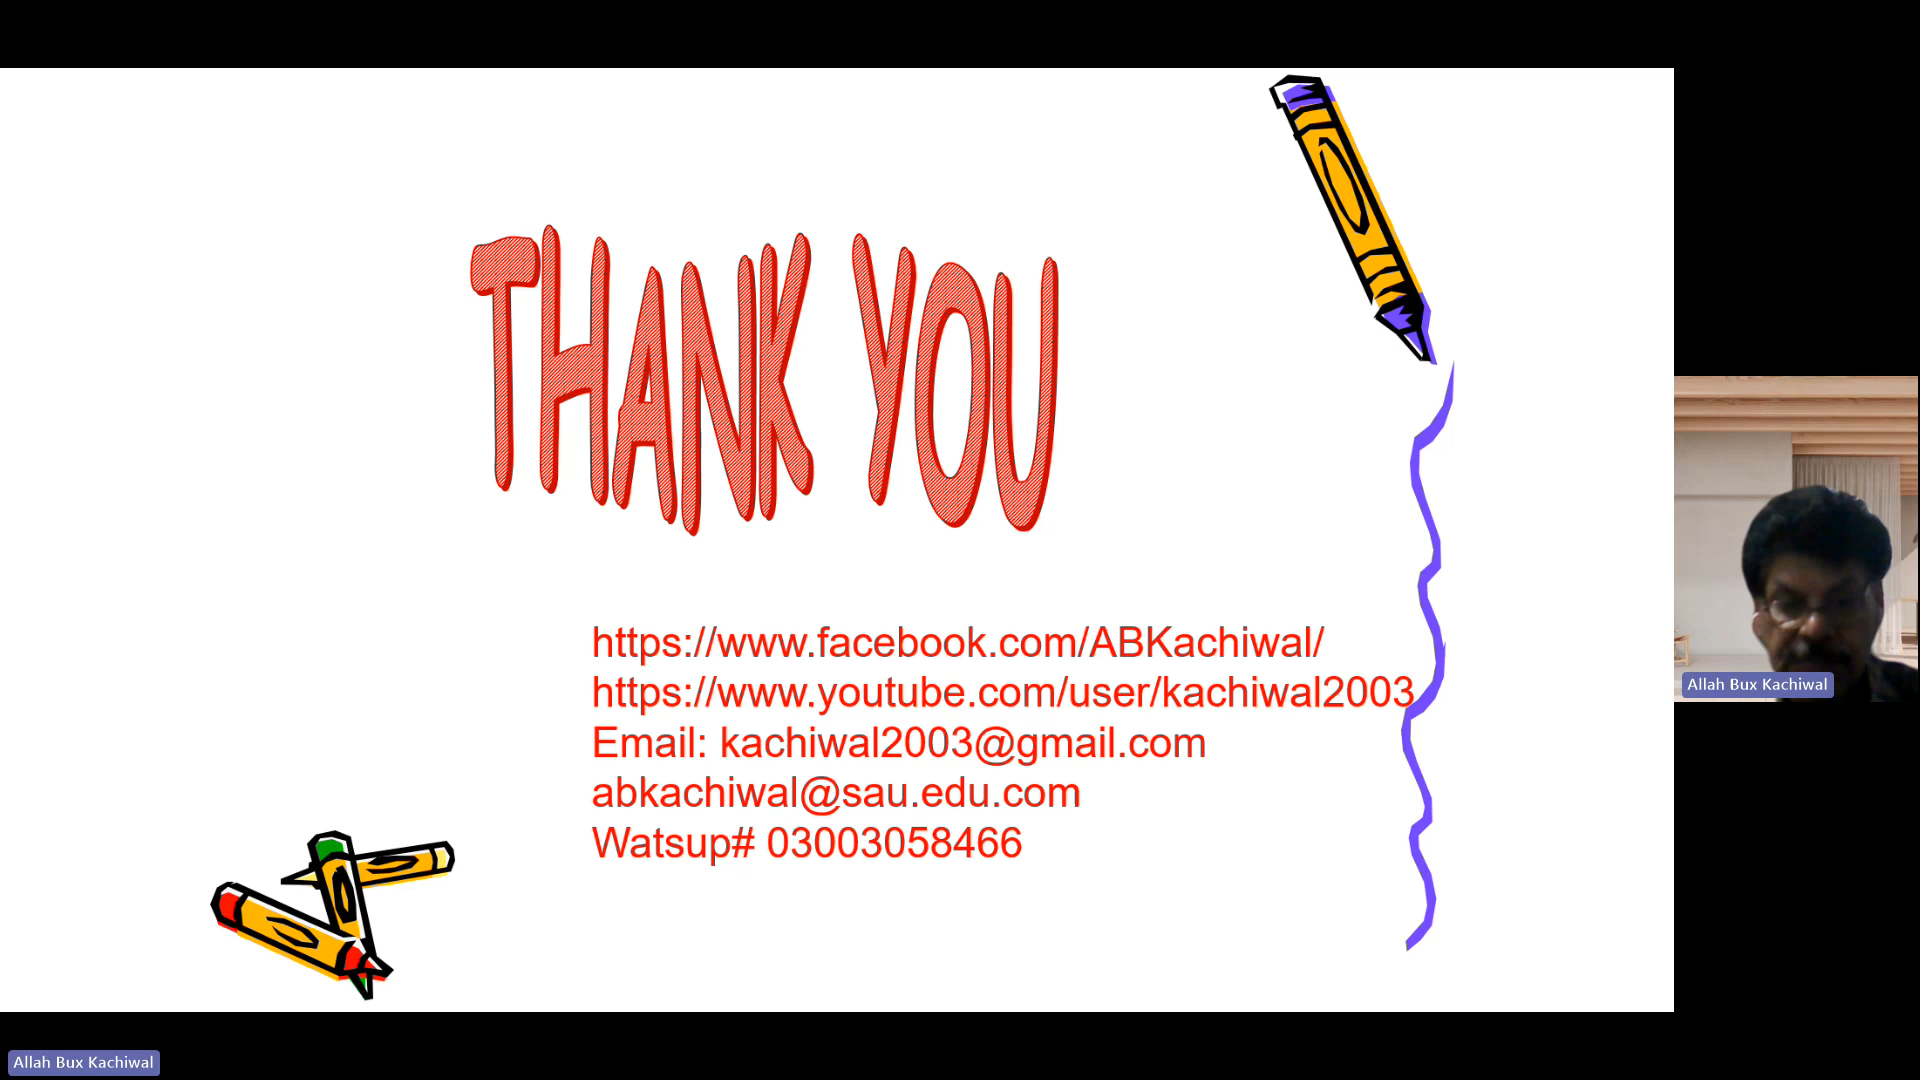 THANK YOU
https://www.facebook.com/ABKachiwal/
https://www.youtube.com/user/kachiwal2003
Email: kachiwal2003@gmail.com
abkachiwal@sau.edu.com
Watsup# 03003058466
Allah Bux Kachiwal
Allah Bux Kachiwal